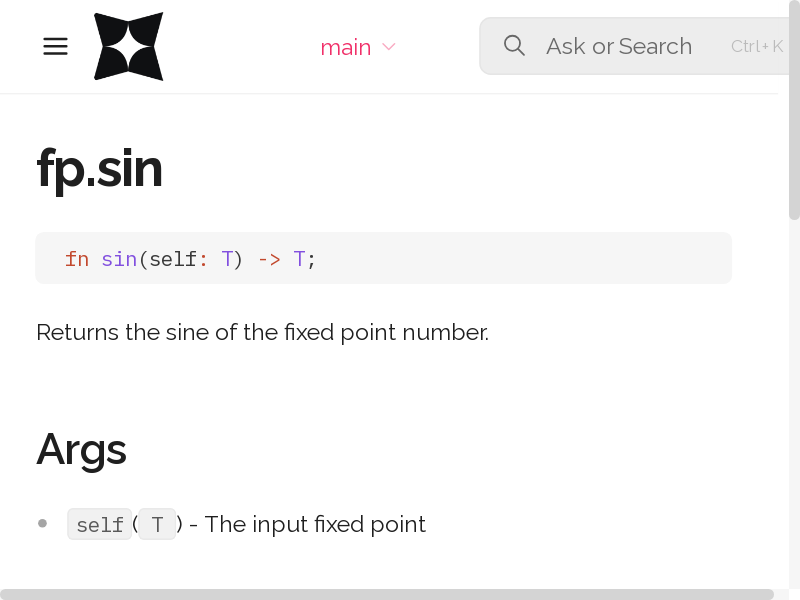 main
Ask or Search
Ctrl+K
fp.sin
fn sin(self: T) -> T;
Returns the sine of the fixed point number.
Args
self( T ) - The input fixed point